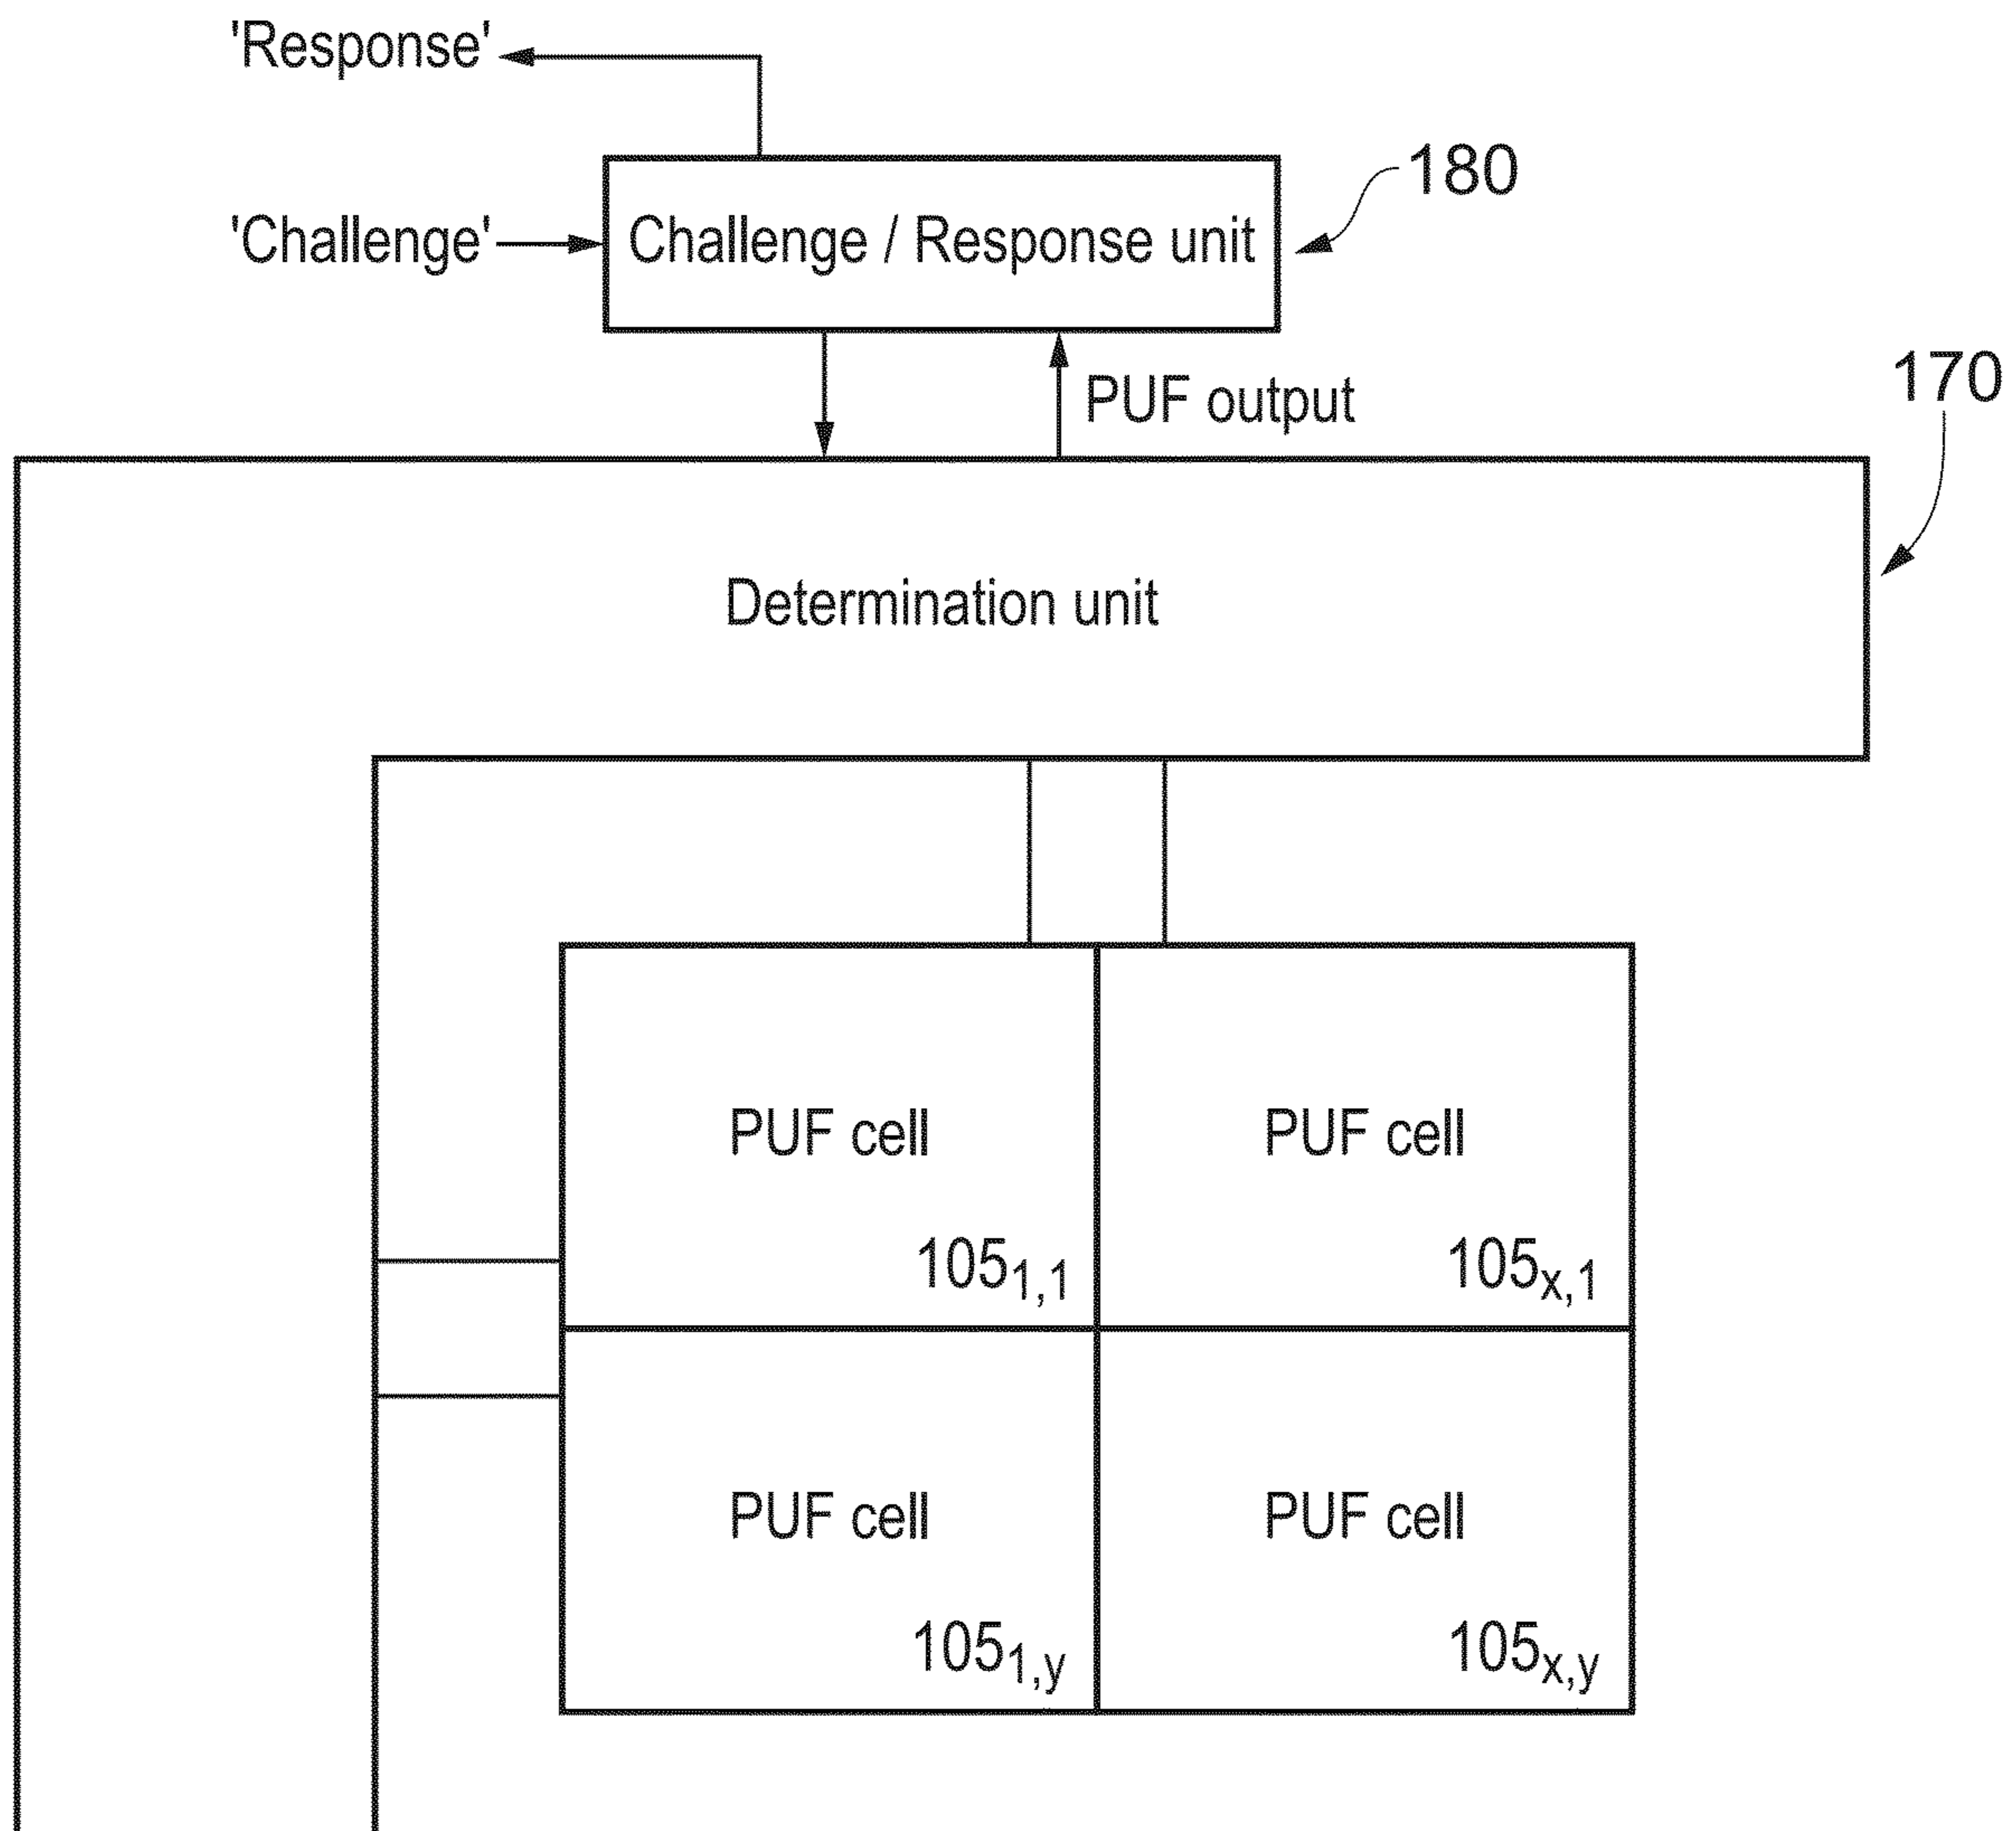 'Response'
180
'Challenge'
Challenge / Response unit
PUF output
170
Determination unit
PUF cell
PUF cell
105₁,₁
105ₓ,₁
PUF cell
PUF cell
105₁,y
105ₓ,y